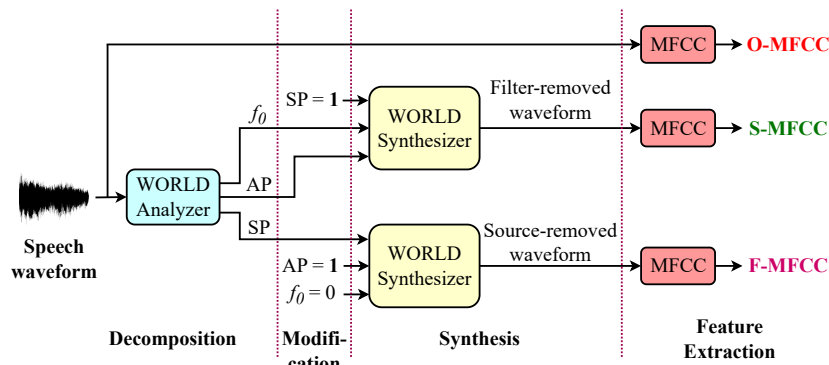 MFCC
O-MFCC
SP = 1
Filter-removed
waveform
f0
WORLD
Synthesizer
MFCC
S-MFCC
WORLD
Analyzer
AP
SP
Speech
waveform
Source-removed
waveform
WORLD
Synthesizer
AP = 1
MFCC
F-MFCC
f0 = 0
Decomposition
Modifi-
cation
Synthesis
Feature
Extraction